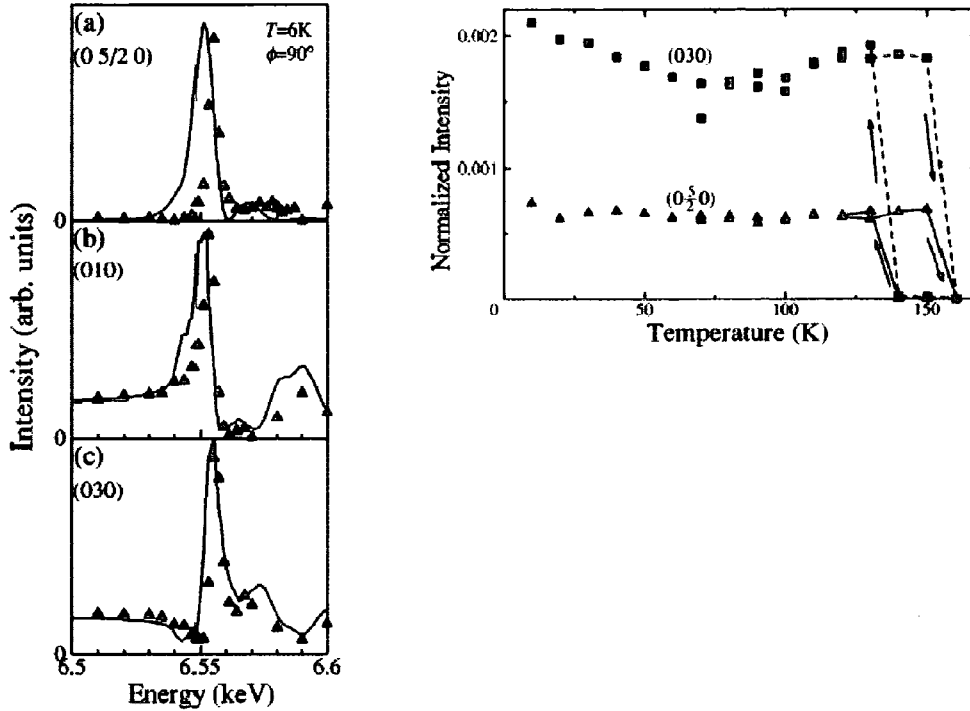 (a)
(0 5/2 0)
T=6K
ϕ=90°
0
(b)
(010)
0
(c)
(030)
0
6.5 6.55 6.6
Energy (keV)
Intensity (arb. units)
0.002
(030)
0.001
(0 5/2 0)
0.000
50 100 150
Temperature (K)
Normalized Intensity